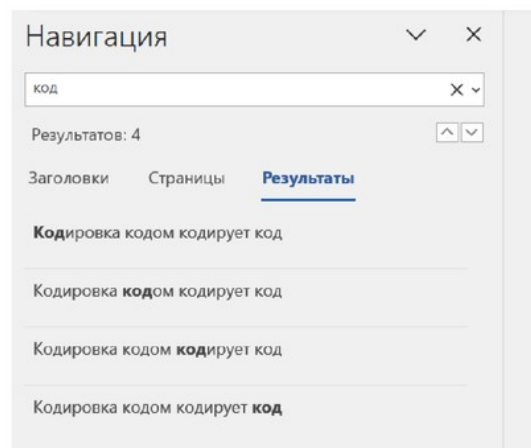 Навигация
код
Результатов: 4
Заголовки Страницы Результаты
Кодировка кодом кодирует код
Кодировка кодом кодирует код
Кодировка кодом кодирует код
Кодировка кодом кодирует код